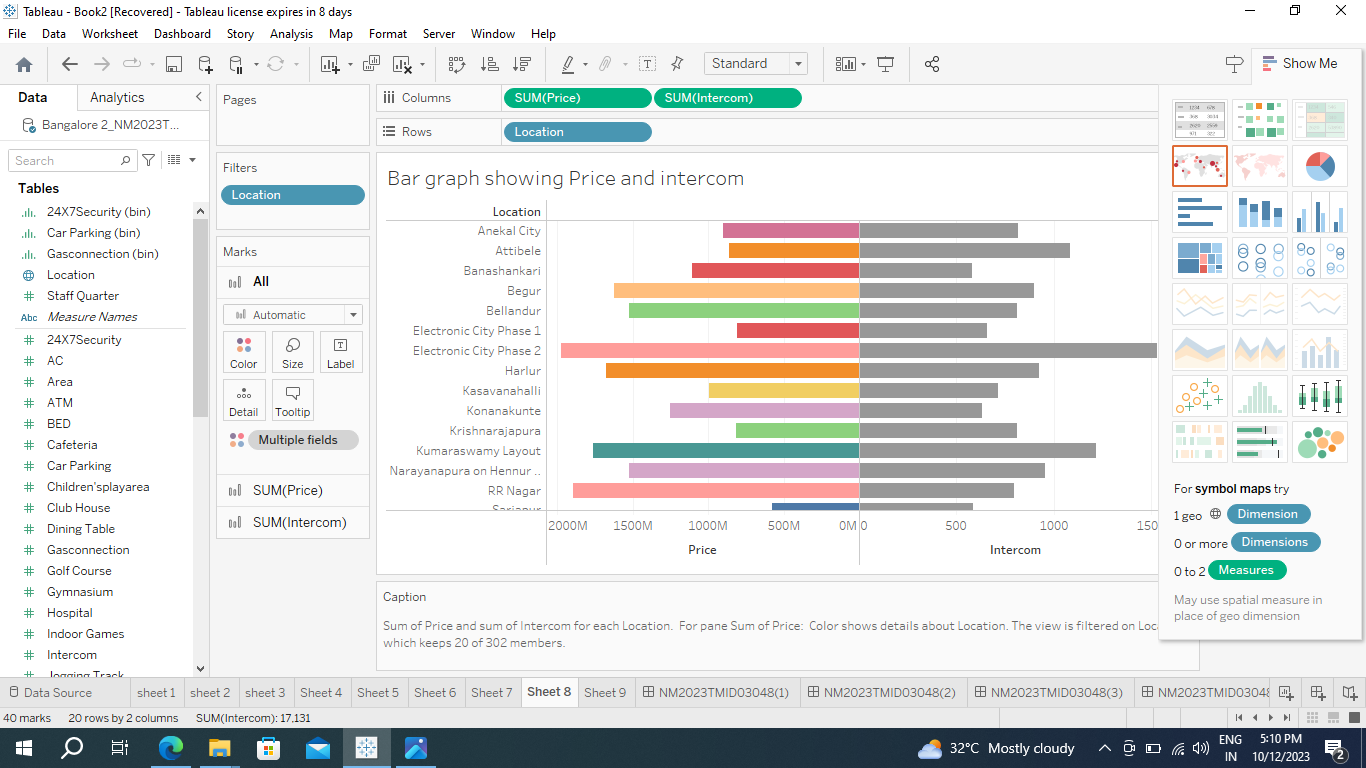 Tableau - Book2 [Recovered] - Tableau license expires in 8 days
File Data Worksheet Dashboard Story Analysis Map Format Server Window Help
Standard
Show Me
Data Analytics
Bangalore 2_NM2023T...
Search
Tables
24X7Security (bin)
Car Parking (bin)
Gasconnection (bin)
Location
Staff Quarter
Abc Measure Names
24X7Security
AC
Area
ATM
BED
Cafeteria
Car Parking
Children'splayarea
Club House
Dining Table
Gasconnection
Golf Course
Gymnasium
Hospital
Indoor Games
Intercom
Jogging Track
Pages
Filters
Location
Marks
All
Automatic
Color Size Label
Detail Tooltip
Multiple fields
SUM(Price)
SUM(Intercom)
Columns SUM(Price) SUM(Intercom)
Rows Location
Bar graph showing Price and intercom
Location
Anekal City
Attibele
Banashankari
Begur
Bellandur
Electronic City Phase 1
Electronic City Phase 2
Harlur
Kasavanahalli
Konanakunte
Krishnarajapura
Kumaraswamy Layout
Narayanapura on Hennur ..
RR Nagar
Sarjapur
2000M 1500M 1000M 500M 0M 0 500 1000 150
Price Intercom
Caption
Sum of Price and sum of Intercom for each Location. For pane Sum of Price: Color shows details about Location. The view is filtered on Loc
which keeps 20 of 302 members.
For symbol maps try
1 geo Dimension
0 or more Dimensions
0 to 2 Measures
May use spatial measure in
place of geo dimension
Data Source sheet 1 sheet 2 sheet 3 Sheet 4 Sheet 5 Sheet 6 Sheet 7 Sheet 8 Sheet 9 NM2023TMID03048(1) NM2023TMID03048(2) NM2023TMID03048(3) NM2023TMID03048
40 marks 20 rows by 2 columns SUM(Intercom): 17,131
32°C Mostly cloudy
ENG
IN
5:10 PM
10/12/2023
2